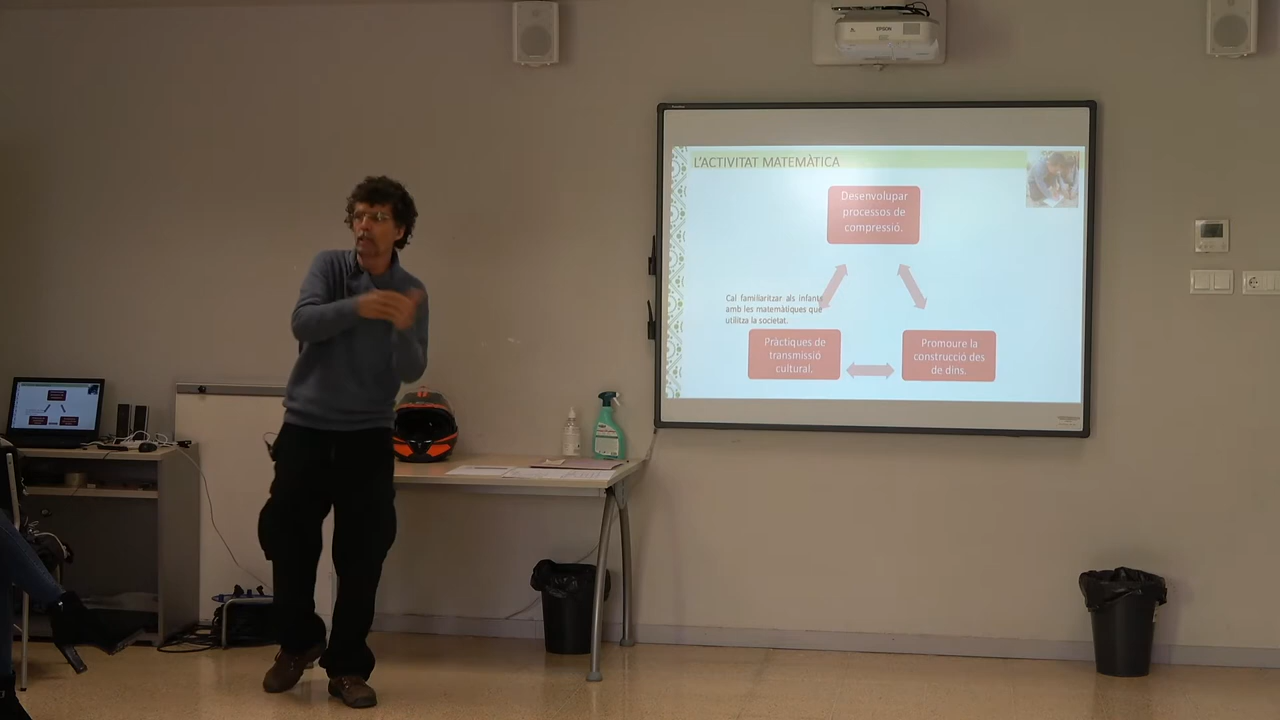 EPSON
L'ACTIVITAT MATEMÀTICA
Desenvolupar
processos de
compressió.
Cal familiaritzar als infants
amb les matemàtiques que
utilitza la societat.
Pràctiques de
transmissió
cultural.
Promoure la
construcció des
de dins.